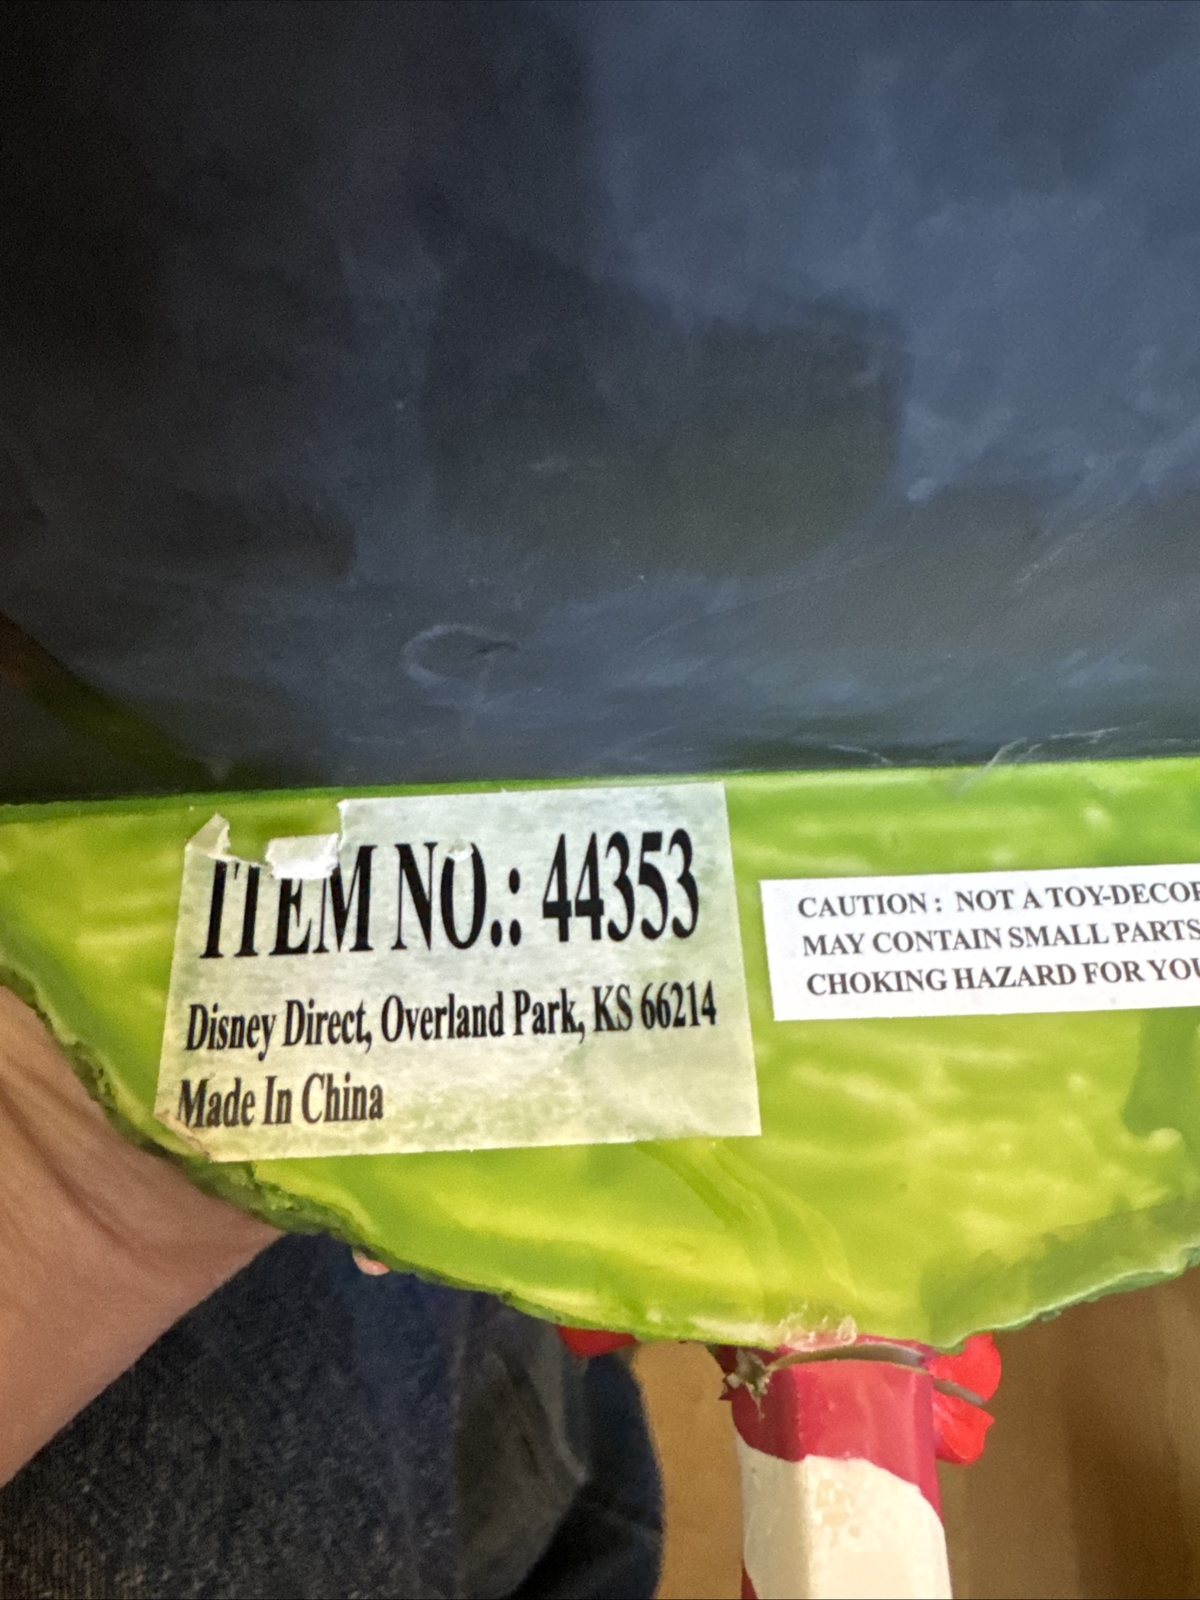 ITEM NO.: 44353
Disney Direct, Overland Park, KS 66214
Made In China
CAUTION : NOT A TOY-DECOR
MAY CONTAIN SMALL PARTS
CHOKING HAZARD FOR YOU